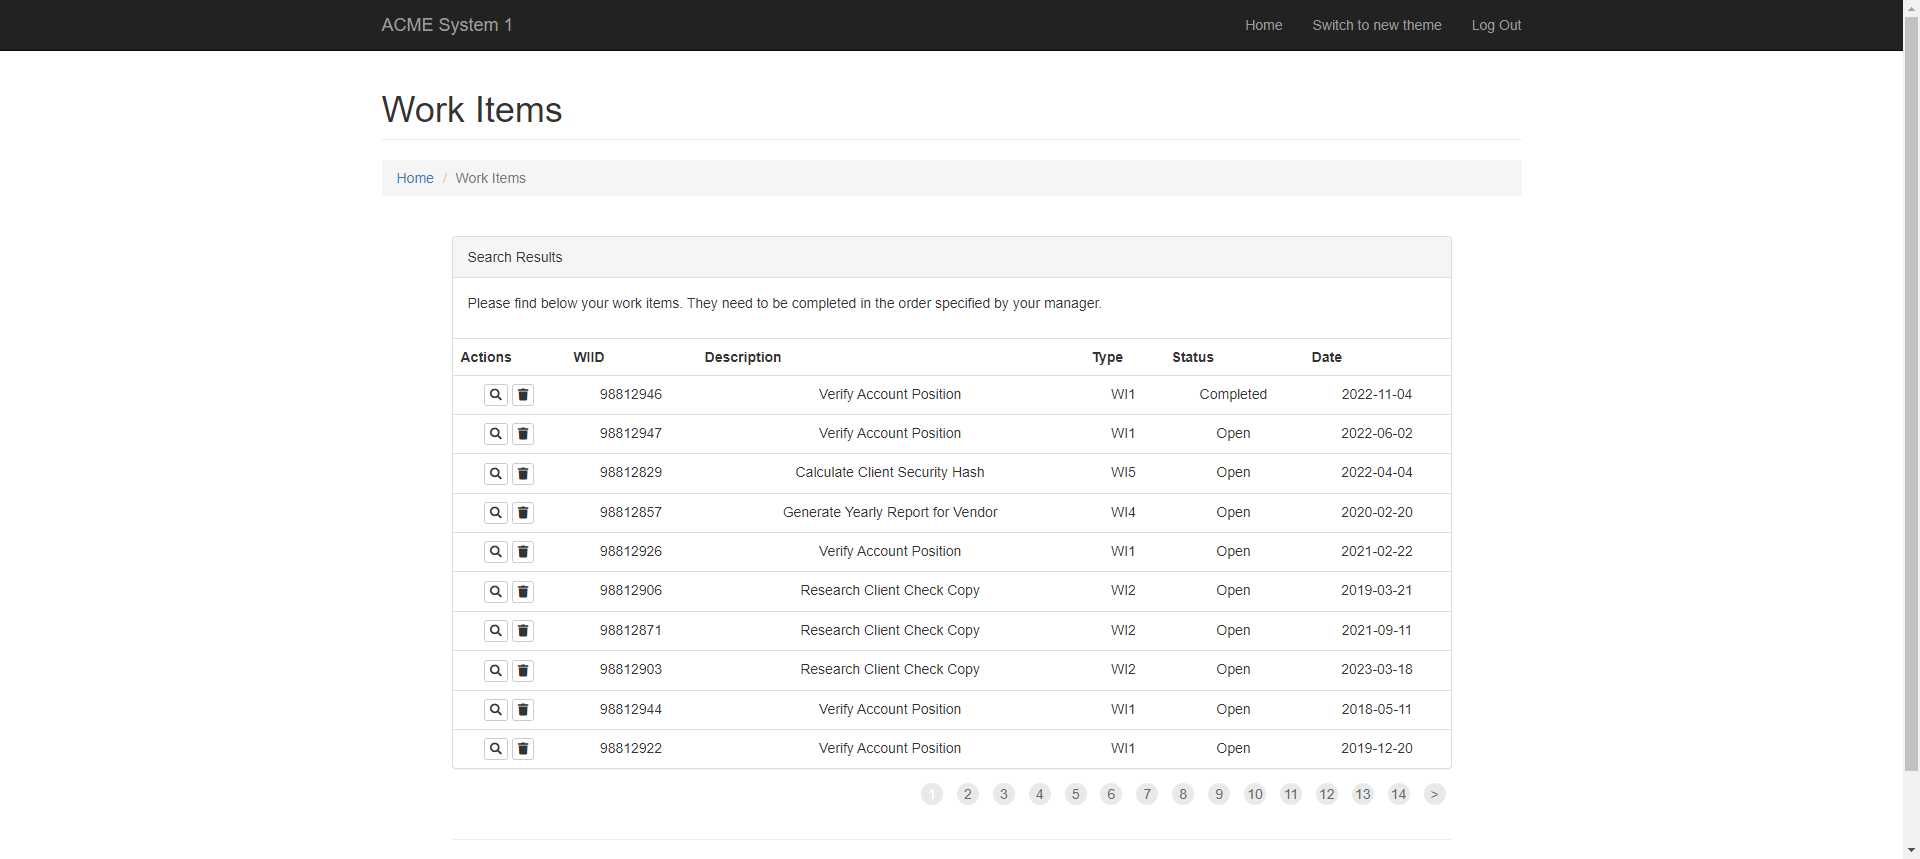 ACME System 1 Home Switch to new theme Log Out
Work Items
Home / Work Items
Search Results
Please find below your work items. They need to be completed in the order specified by your manager.
Actions WIID Description Type Status Date
98812946 Verify Account Position WI1 Completed 2022-11-04
98812947 Verify Account Position WI1 Open 2022-06-02
98812829 Calculate Client Security Hash WI5 Open 2022-04-04
98812857 Generate Yearly Report for Vendor WI4 Open 2020-02-20
98812926 Verify Account Position WI1 Open 2021-02-22
98812906 Research Client Check Copy WI2 Open 2019-03-21
98812871 Research Client Check Copy WI2 Open 2021-09-11
98812903 Research Client Check Copy WI2 Open 2023-03-18
98812944 Verify Account Position WI1 Open 2018-05-11
98812922 Verify Account Position WI1 Open 2019-12-20
1 2 3 4 5 6 7 8 9 10 11 12 13 14 >